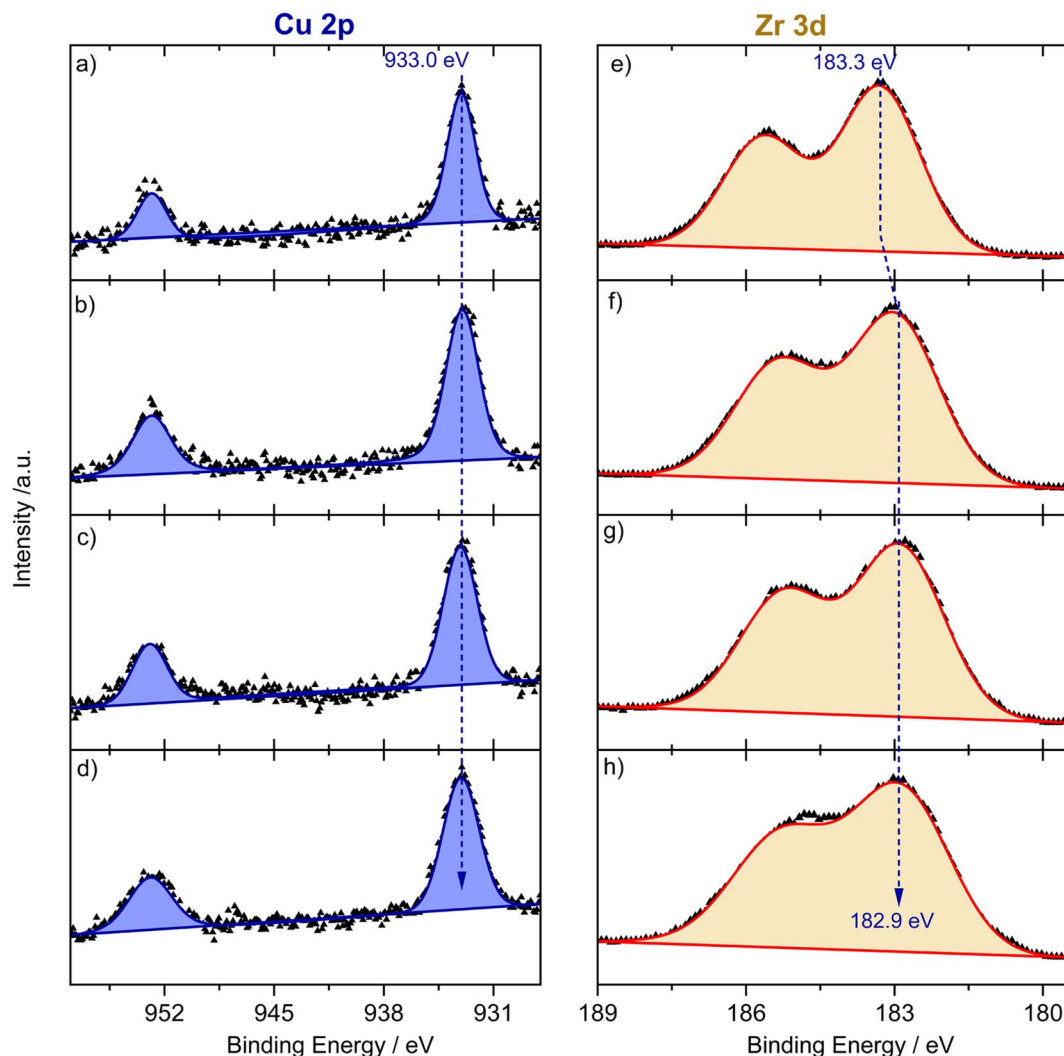 Cu 2p
Zr 3d
a)
933.0 eV
e)
183.3 eV
b)
f)
c)
g)
d)
h)
182.9 eV
Intensity /a.u.
952
945
938
931
189
186
183
180
Binding Energy / eV
Binding Energy / eV